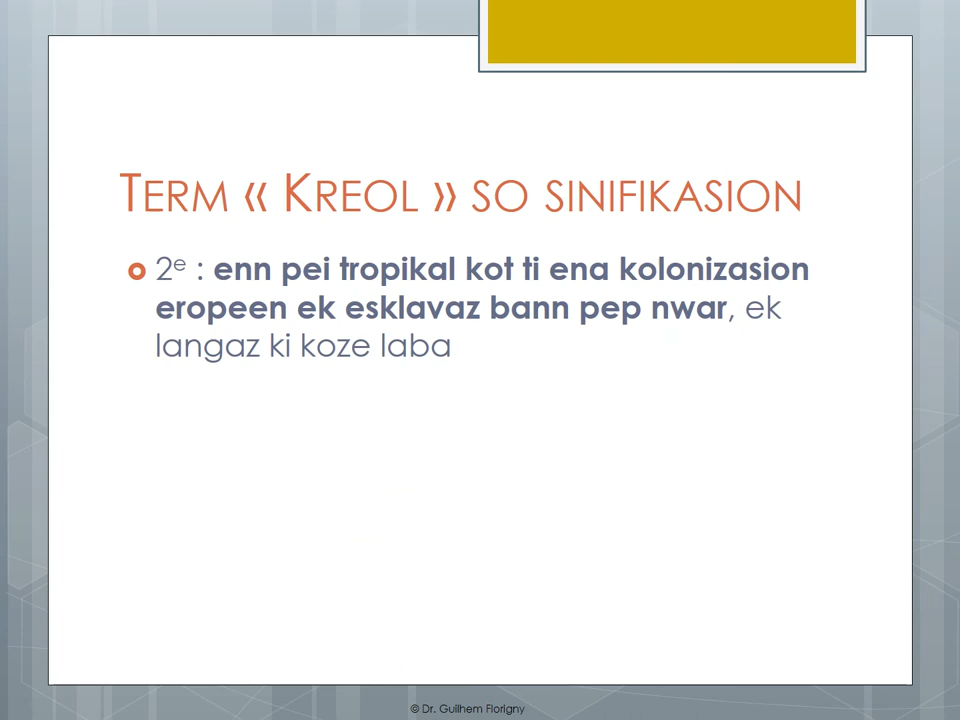 Term « Kreol » so sinifikasion
2e : enn pei tropikal kot ti ena kolonizasion
eropeen ek esklavaz bann pep nwar, ek
langaz ki koze laba
© Dr. Guilhem Florigny